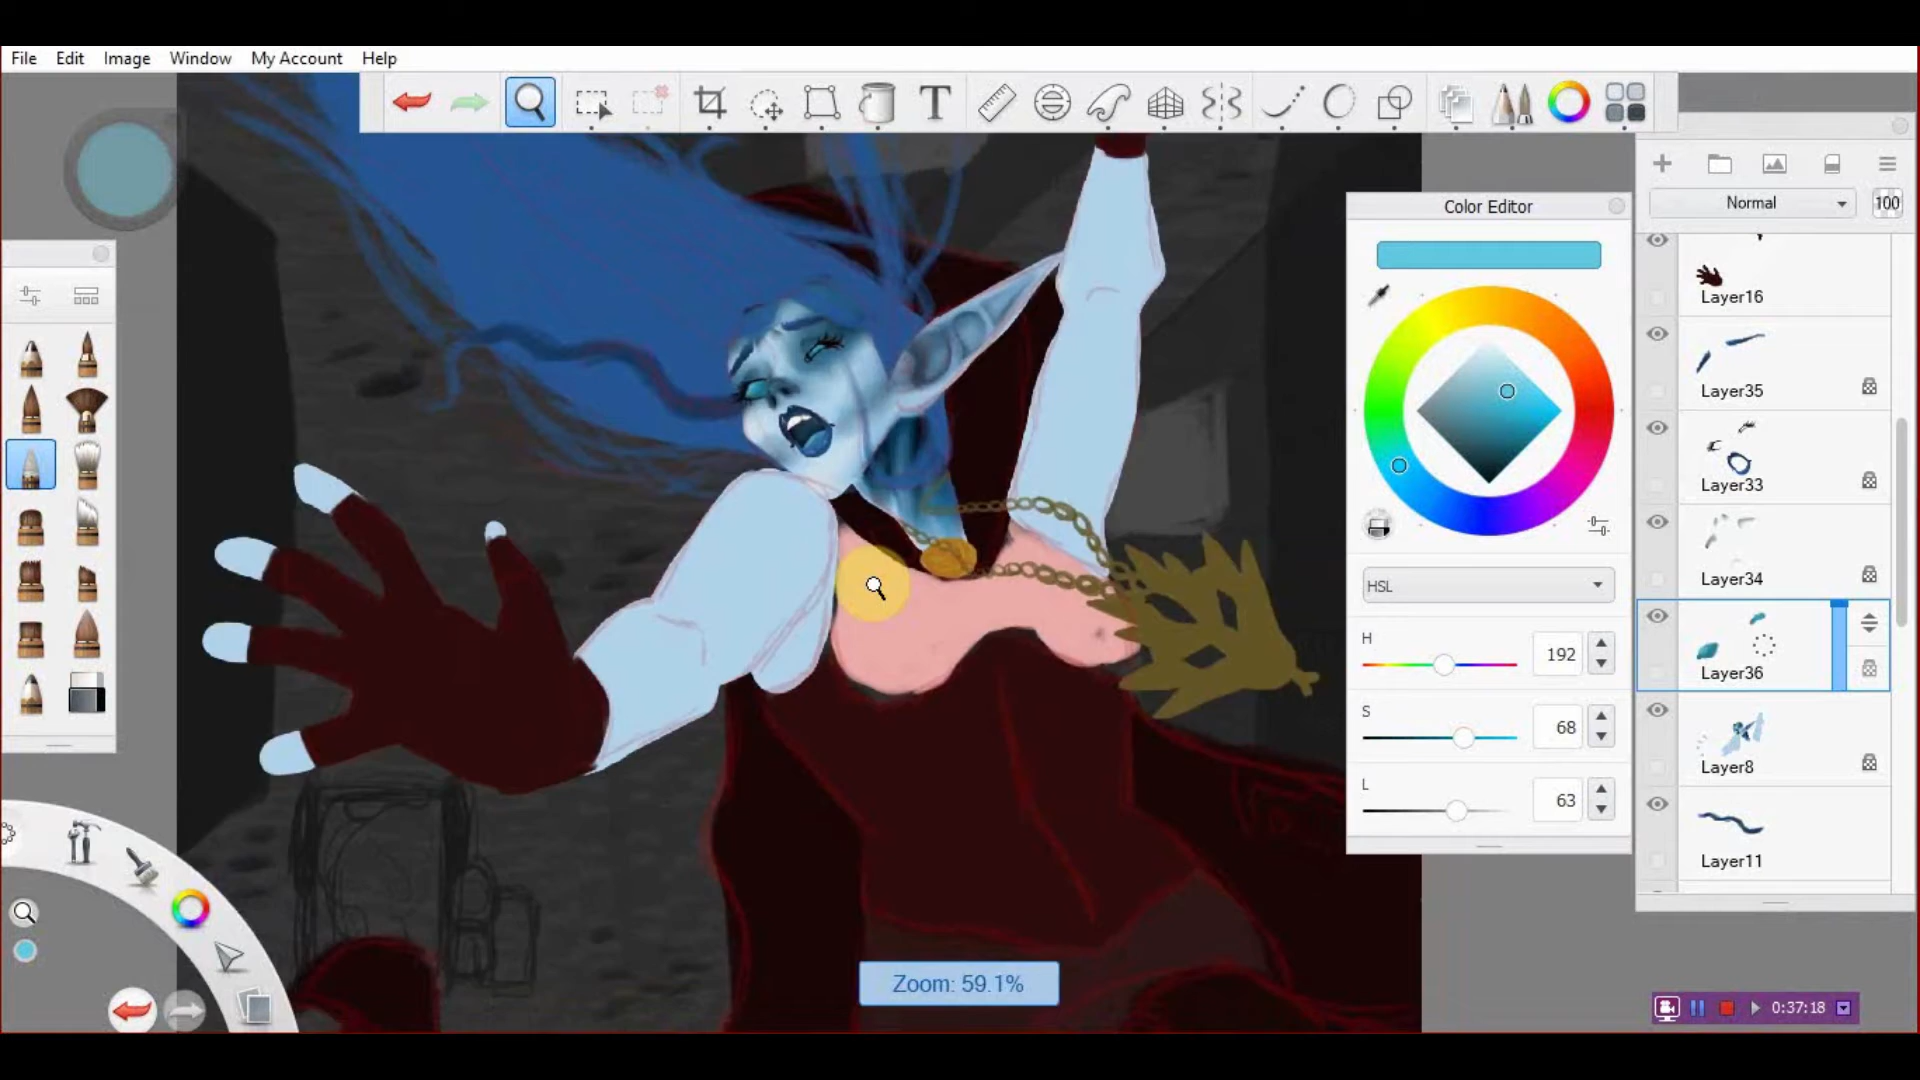 File Edit Image Window My Account Help
T
Color Editor
Normal 100
Layer16
Layer35
Layer33
Layer34
Layer36
Layer8
Layer11
HSL
H 192
S 68
L 63
Zoom: 59.1%
0:37:18